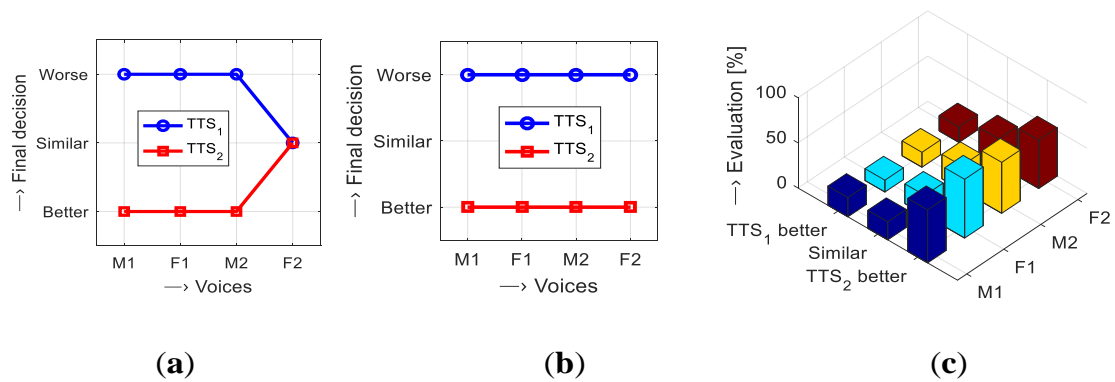 Worse
Similar
Better
—> Final decision
TTS1
TTS2
M1 F1 M2 F2
—> Voices
(a)
Worse
Similar
Better
—> Final decision
TTS1
TTS2
M1 F1 M2 F2
—> Voices
(b)
100
50
0
—> Evaluation [%]
TTS1 better
Similar
TTS2 better
M1
F1
M2
F2
(c)